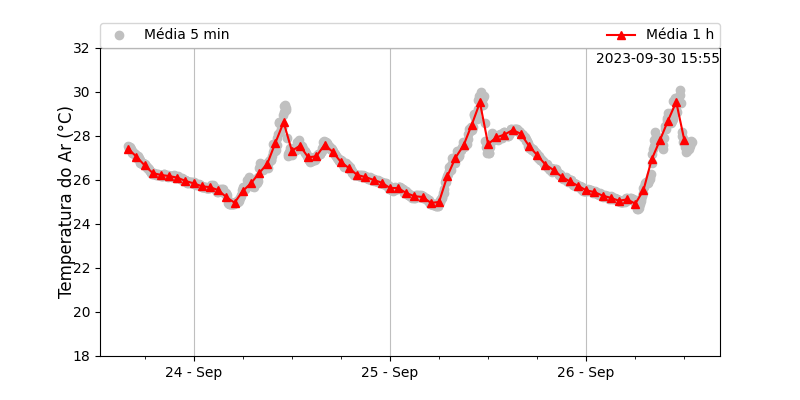 Média 5 min
Média 1 h
2023-09-30 15:55
Temperatura do Ar (°C)
32
30
28
26
24
22
20
18
24 - Sep
25 - Sep
26 - Sep